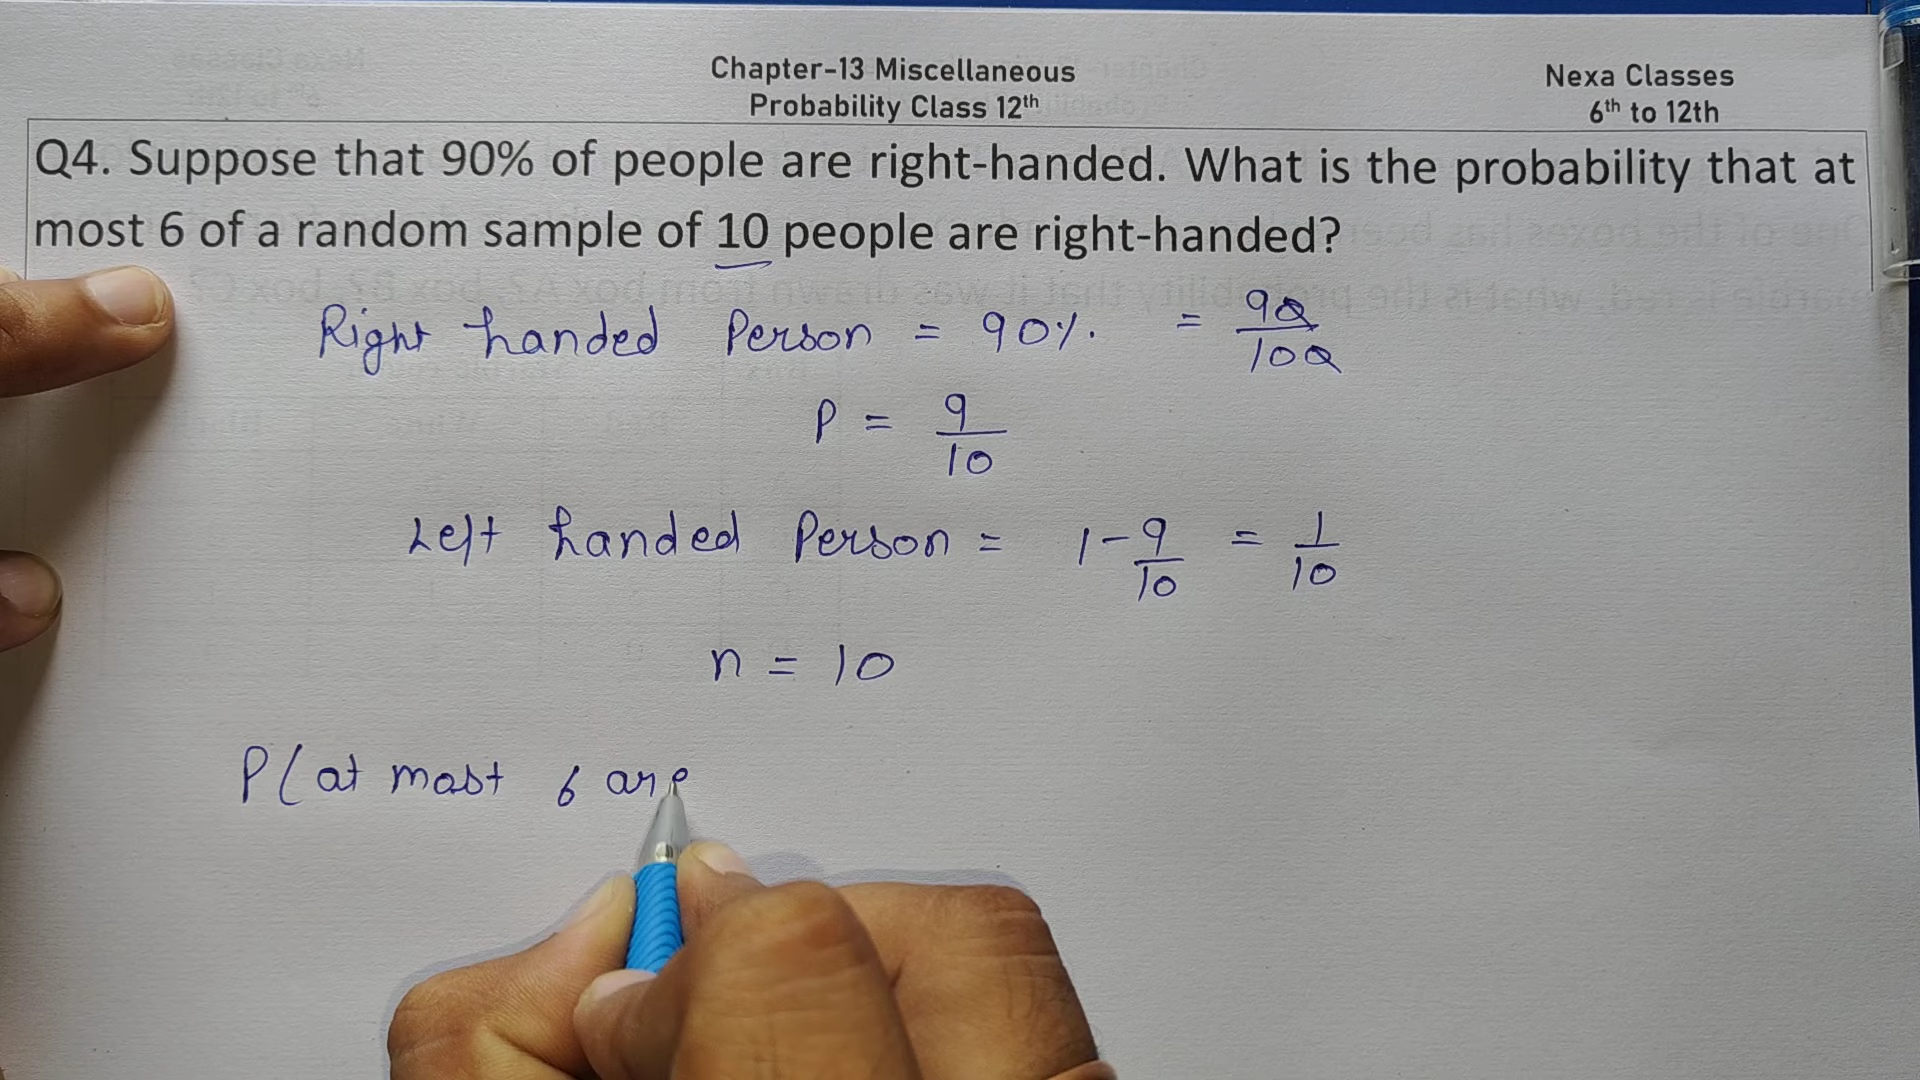 Chapter-13 Miscellaneous
Probability Class 12th
Nexa Classes
6th to 12th
Q4. Suppose that 90% of people are right-handed. What is the probability that at
most 6 of a random sample of 10 people are right-handed?
Right handed Person = 90% = 90/100
P = 9/10
Left handed Person = 1 - 9/10 = 1/10
n = 10
P(at most 6 are